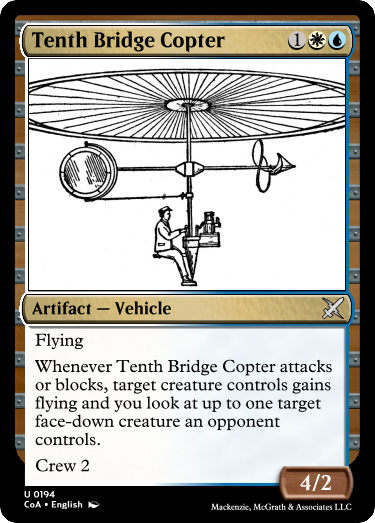 Tenth Bridge Copter 1
Artifact — Vehicle
Flying
Whenever Tenth Bridge Copter attacks
or blocks, target creature controls gains
flying and you look at up to one target
face-down creature an opponent
controls.
Crew 2
4/2
U 0194
CoA • English
Mackenzie, McGrath & Associates LLC